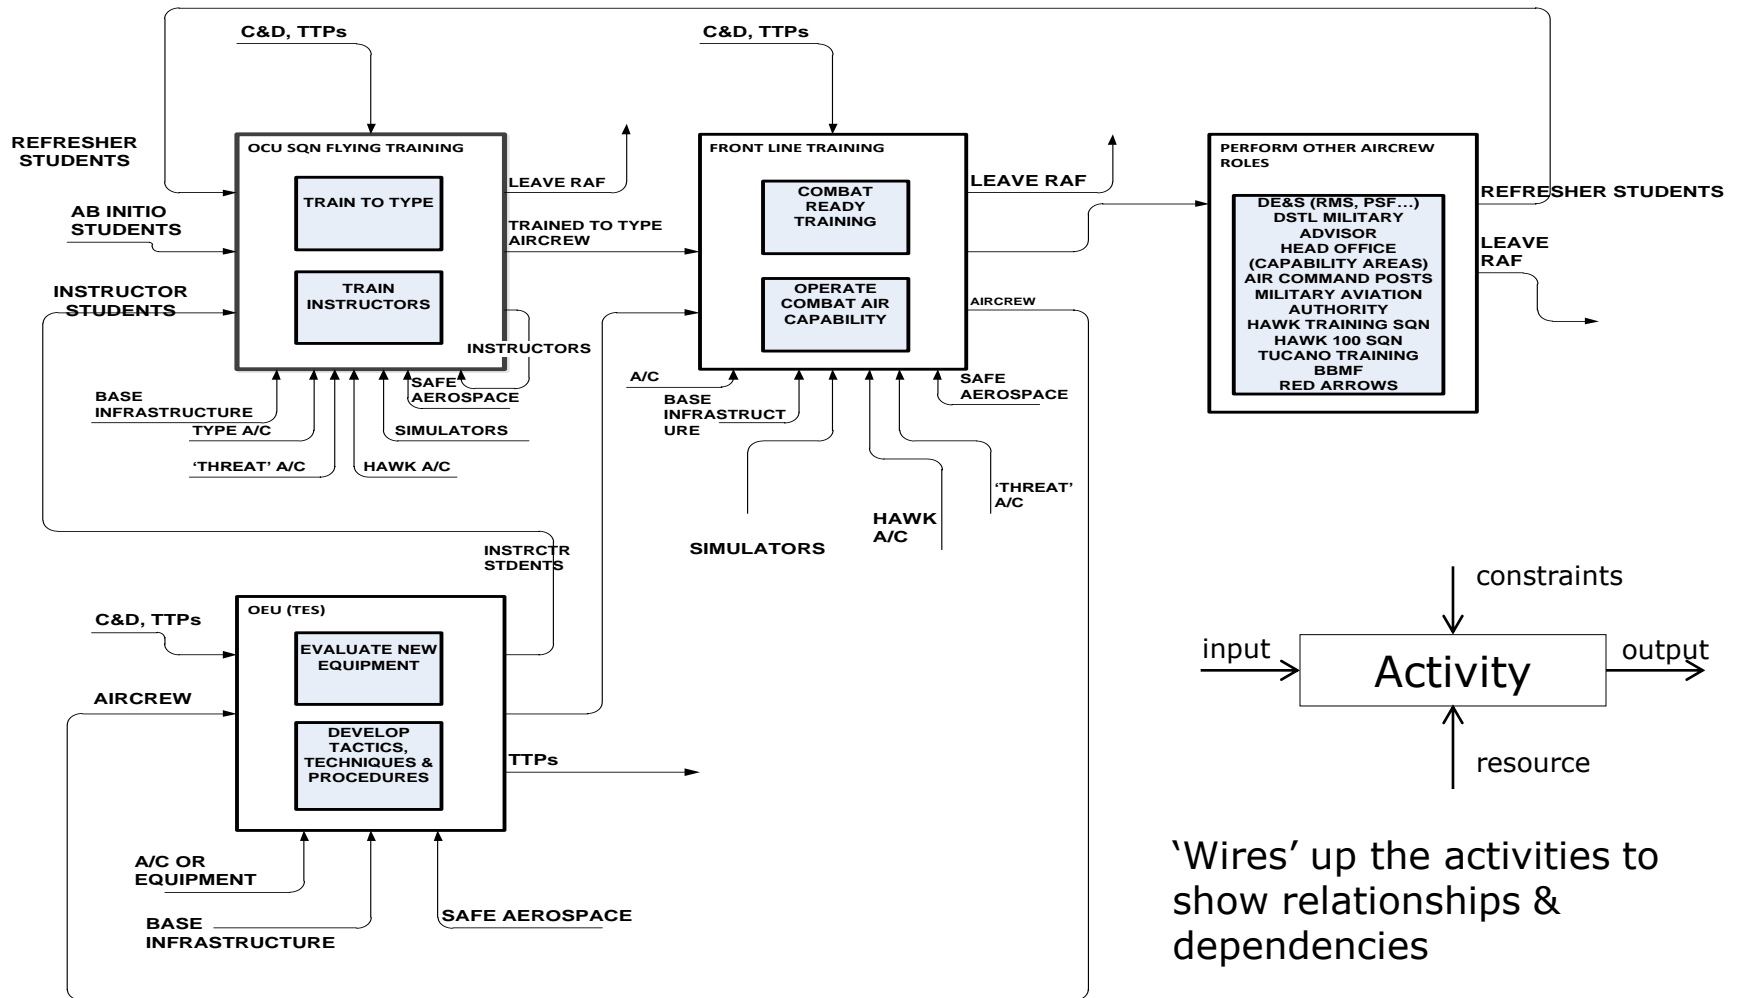 C&D, TTPs
C&D, TTPs
REFRESHER
STUDENTS
AB INITIO
STUDENTS
INSTRUCTOR
STUDENTS
OCU SQN FLYING TRAINING
TRAIN TO TYPE
TRAIN
INSTRUCTORS
LEAVE RAF
TRAINED TO TYPE
AIRCREW
INSTRUCTORS
BASE
INFRASTRUCTURE
TYPE A/C
‘THREAT’ A/C
HAWK A/C
SIMULATORS
SAFE
AEROSPACE
FRONT LINE TRAINING
COMBAT
READY
TRAINING
OPERATE
COMBAT AIR
CAPABILITY
LEAVE RAF
AIRCREW
A/C
BASE
INFRASTRUCT
URE
SIMULATORS
HAWK
A/C
‘THREAT’
A/C
SAFE
AEROSPACE
PERFORM OTHER AIRCREW
ROLES
DE&S (RMS, PSF…)
DSTL MILITARY
ADVISOR
HEAD OFFICE
(CAPABILITY AREAS)
AIR COMMAND POSTS
MILITARY AVIATION
AUTHORITY
HAWK TRAINING SQN
HAWK 100 SQN
TUCANO TRAINING
BBMF
RED ARROWS
REFRESHER STUDENTS
LEAVE
RAF
INSTRCTR
STDENTS
C&D, TTPs
AIRCREW
OEU (TES)
EVALUATE NEW
EQUIPMENT
DEVELOP
TACTICS,
TECHNIQUES &
PROCEDURES
TTPs
A/C OR
EQUIPMENT
BASE
INFRASTRUCTURE
SAFE AEROSPACE
constraints
input
Activity
output
resource
‘Wires’ up the activities to
show relationships &
dependencies